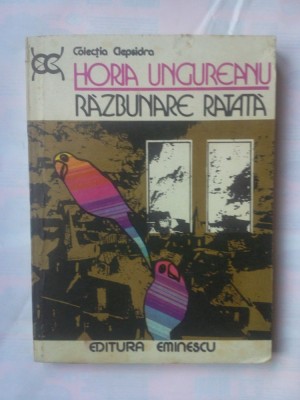 Colecția Clepsidra
HORIA UNGUREANU
RĂZBUNARE RATATĂ
EDITURA EMINESCU